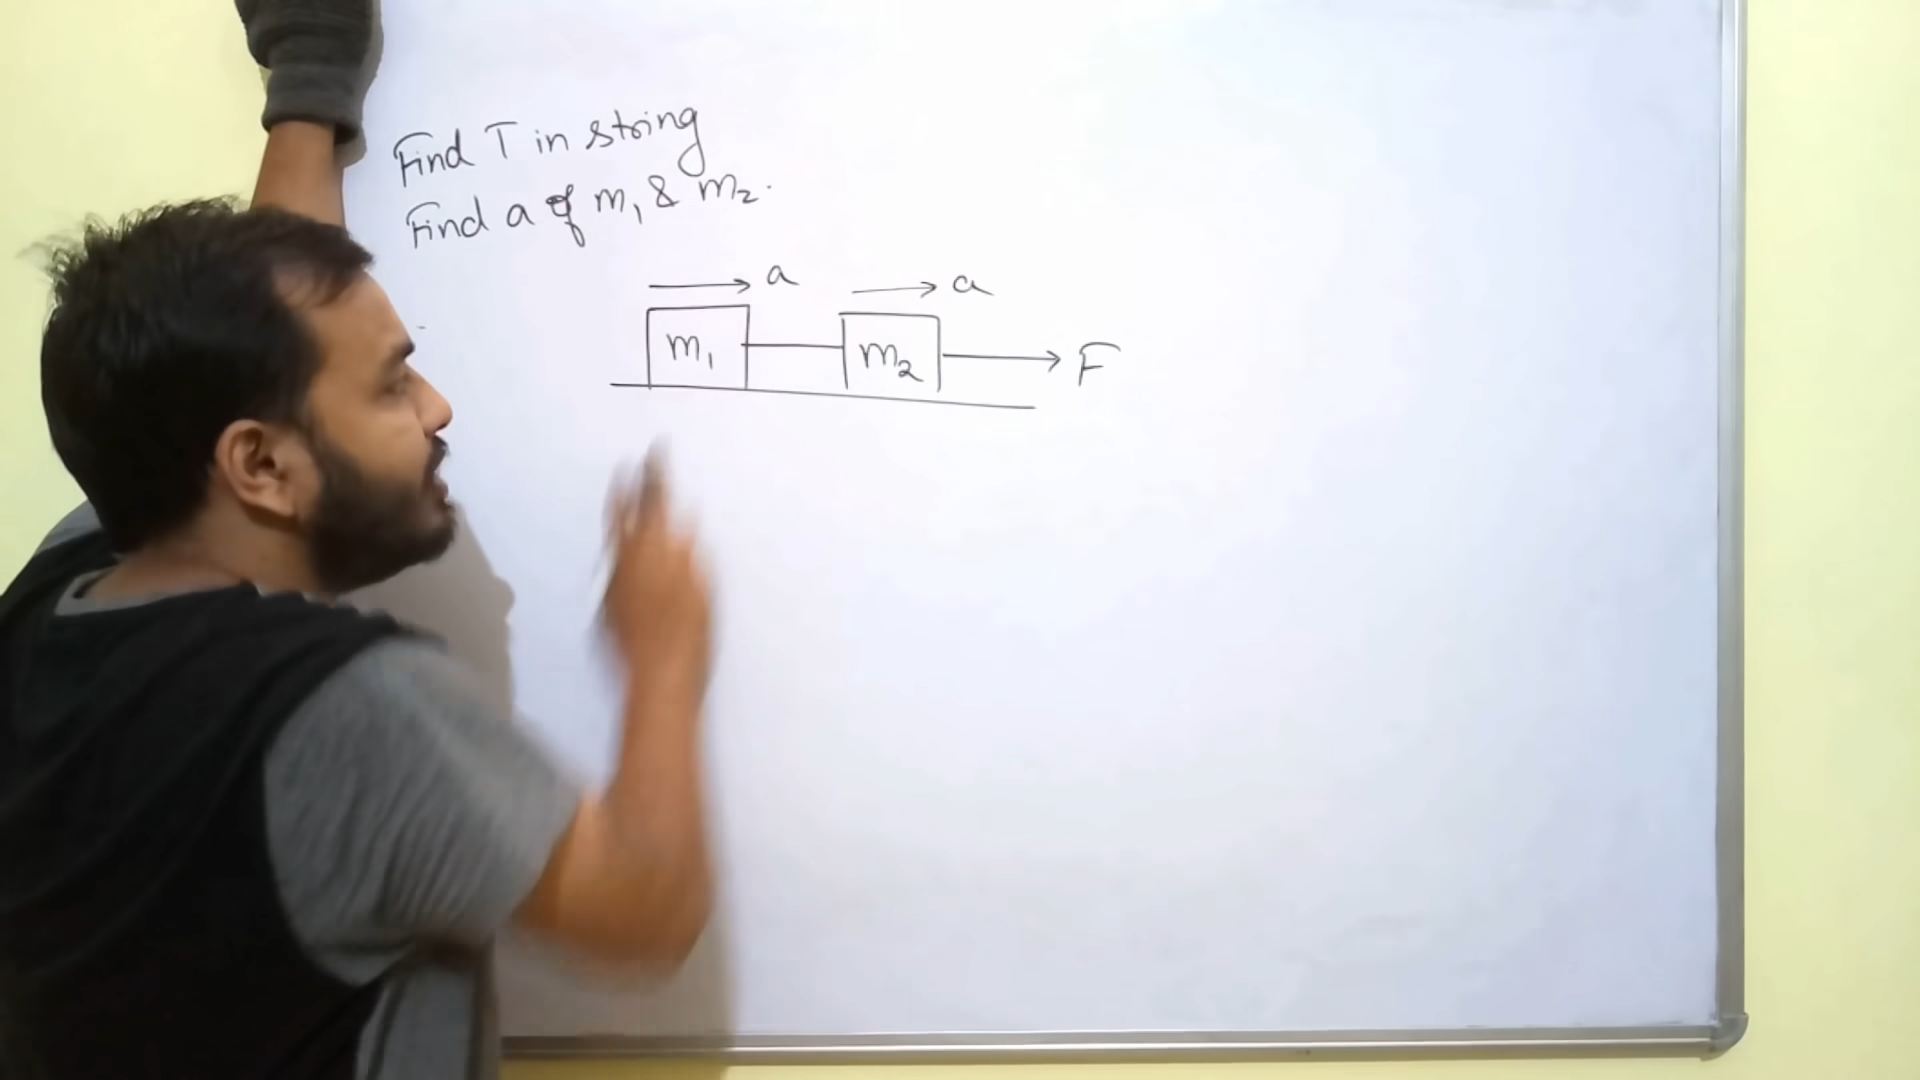 Find T in string
Find a of m₁ & m₂.
a a
m₁ m₂ F